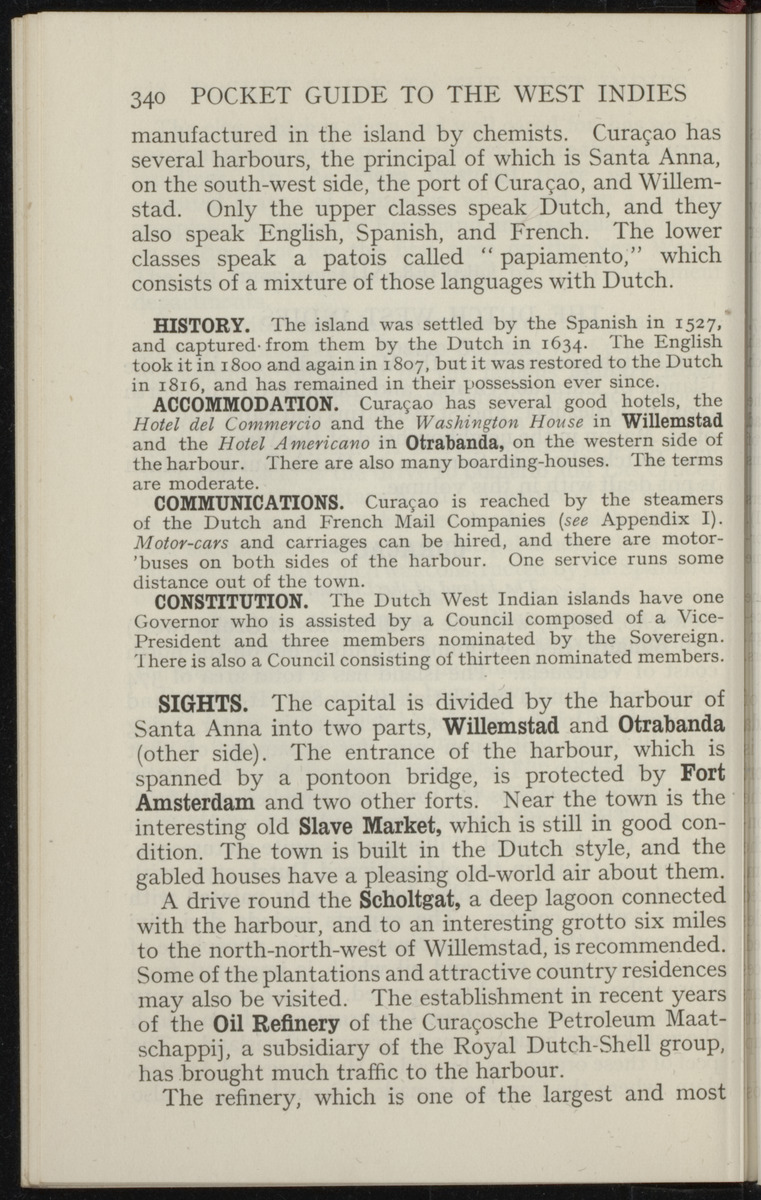 340 POCKET GUIDE TO THE WEST INDIES
manufactured in the island by chemists. Curaçao has
several harbours, the principal of which is Santa Anna,
on the south-west side, the port of Curaçao, and Willem-
stad. Only the upper classes speak Dutch, and they
also speak English, Spanish, and French. The lower
classes speak a patois called " papiamento," which
consists of a mixture of those languages with Dutch.
HISTORY. The island was settled by the Spanish in 1527,
and captured from them by the Dutch in 1634. The English
took it in 1800 and again in 1807, but it was restored to the Dutch
in 1816, and has remained in their possession ever since.
ACCOMMODATION. Curaçao has several good hotels, the
Hotel del Commercio and the Washington House in Willemstad
and the Hotel Americano in Otrabanda, on the western side of
the harbour. There are also many boarding-houses. The terms
are moderate.
COMMUNICATIONS. Curaçao is reached by the steamers
of the Dutch and French Mail Companies (see Appendix I).
Motor-cars and carriages can be hired, and there are motor-
'buses on both sides of the harbour. One service runs some
distance out of the town.
CONSTITUTION. The Dutch West Indian islands have one
Governor who is assisted by a Council composed of a Vice-
President and three members nominated by the Sovereign.
There is also a Council consisting of thirteen nominated members.
SIGHTS. The capital is divided by the harbour of
Santa Anna into two parts, Willemstad and Otrabanda
(other side). The entrance of the harbour, which is
spanned by a pontoon bridge, is protected by Fort
Amsterdam and two other forts. Near the town is the
interesting old Slave Market, which is still in good con-
dition. The town is built in the Dutch style, and the
gabled houses have a pleasing old-world air about them.
A drive round the Scholtgat, a deep lagoon connected
with the harbour, and to an interesting grotto six miles
to the north-north-west of Willemstad, is recommended.
Some of the plantations and attractive country residences
may also be visited. The establishment in recent years
of the Oil Refinery of the Curaçosche Petroleum Maat-
schappij, a subsidiary of the Royal Dutch-Shell group,
has brought much traffic to the harbour.
The refinery, which is one of the largest and most